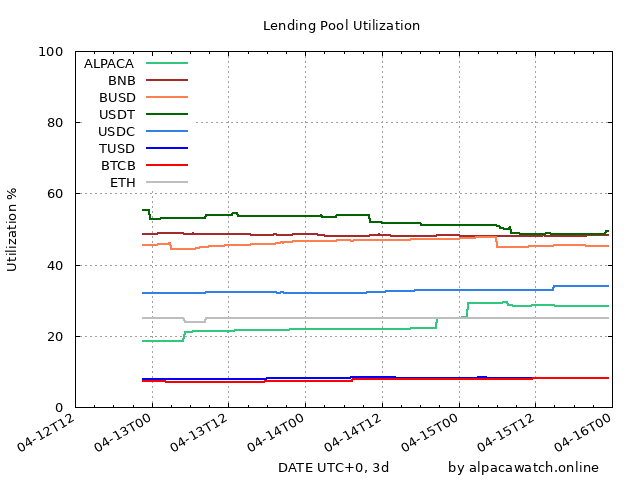 Lending Pool Utilization
100
80
60
40
20
0
Utilization %
ALPACA
BNB
BUSD
USDT
USDC
TUSD
BTCB
ETH
04-12T12
04-13T00
04-13T12
04-14T00
04-14T12
04-15T00
04-15T12
04-16T00
DATE UTC+0, 3d
by alpacawatch.online